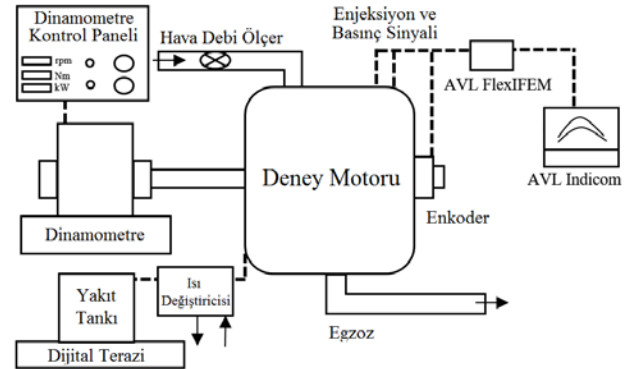 Dinamometre
Kontrol Paneli
rpm
Nm
kW
Hava Debi Ölçer
Enjeksiyon ve
Basınç Sinyali
AVL FlexIFEM
AVL Indicom
Deney Motoru
Enkoder
Dinamometre
Isı
Değiştiricisi
Yakıt
Tankı
Dijital Terazi
Egzoz